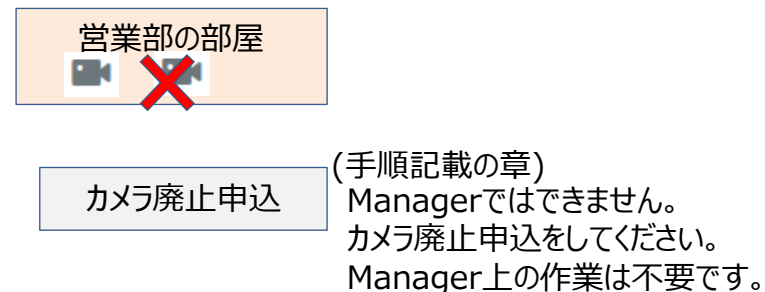 営業部の部屋
カメラ廃止申込
(手順記載の章)
Managerではできません。
カメラ廃止申込をしてください。
Manager上の作業は不要です。